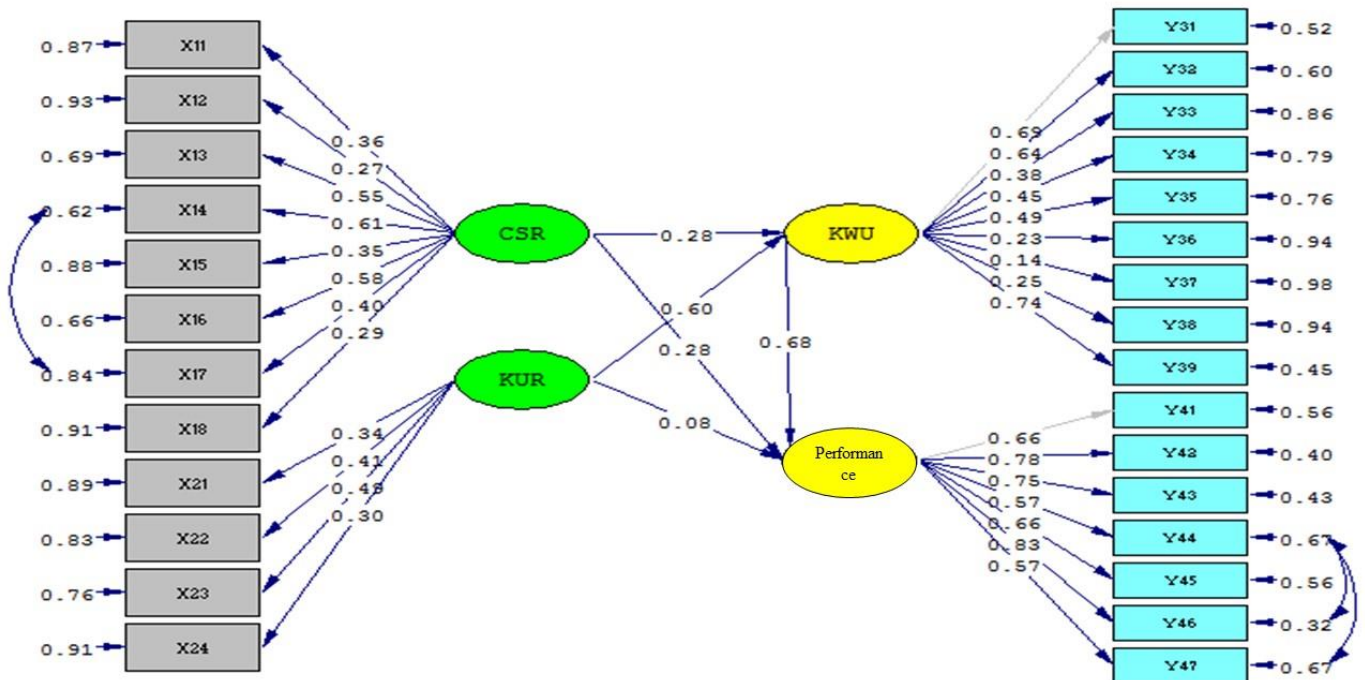 0.87
X11
0.93
X12
0.69
X13
0.62
X14
0.88
X15
0.66
X16
0.84
X17
0.91
X18
0.89
X21
0.83
X22
0.76
X23
0.91
X24
0.36
0.27
0.55
0.61
0.35
0.58
0.40
0.29
0.34
0.41
0.49
0.30
CSR
KUR
0.28
0.60
0.28
0.08
0.68
KWU
Performan
ce
0.69
0.64
0.38
0.45
0.49
0.23
0.14
0.25
0.74
0.66
0.78
0.75
0.57
0.66
0.83
0.57
Y31
0.52
Y32
0.60
Y33
0.86
Y34
0.79
Y35
0.76
Y36
0.94
Y37
0.98
Y38
0.94
Y39
0.45
Y41
0.56
Y42
0.40
Y43
0.43
Y44
0.67
Y45
0.56
Y46
0.32
Y47
0.67